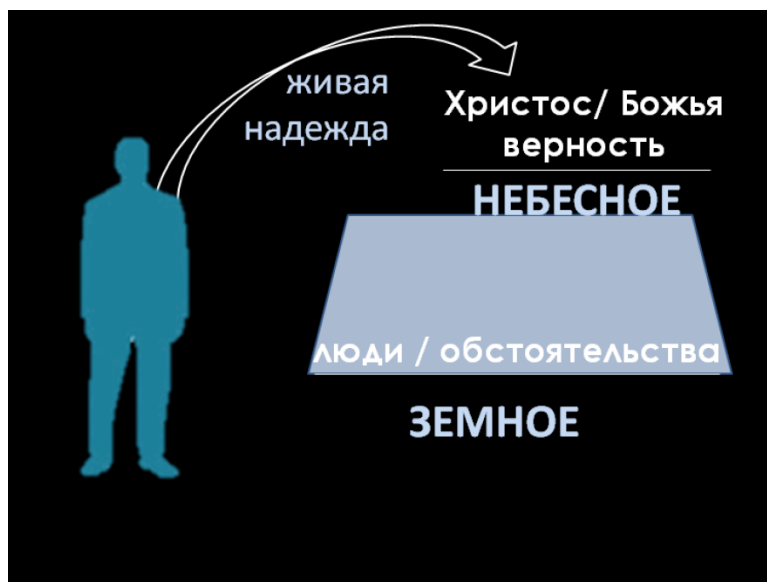 живая
надежда
Христос/ Божья
верность
НЕБЕСНОЕ
люди / обстоятельства
ЗЕМНОЕ